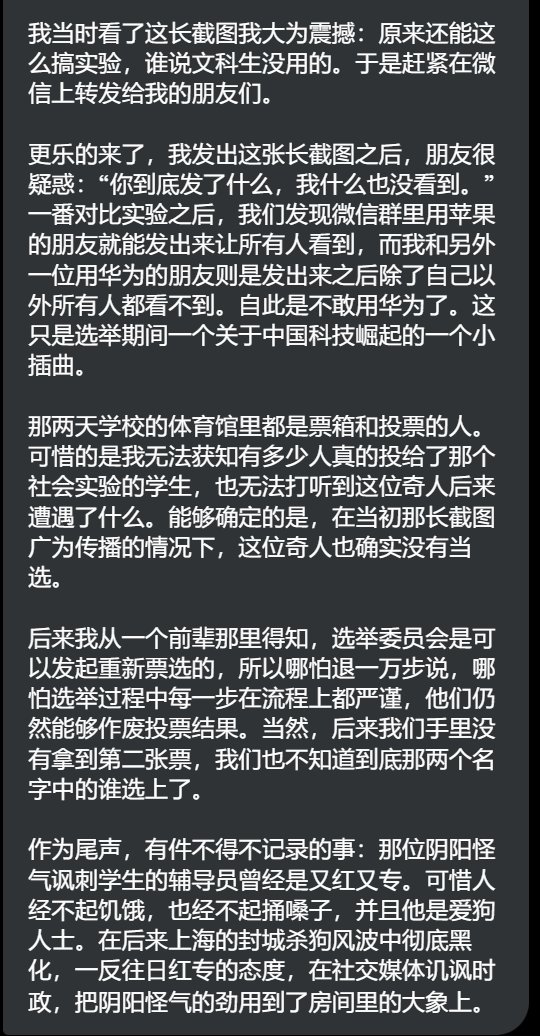 我当时看了这长截图我大为震撼：原来还能这
么搞实验，谁说文科生没用的。于是赶紧在微
信上转发给我的朋友们。
更乐的来了，我发出这张长截图之后，朋友很
疑惑：“你到底发了什么，我什么也没看到。”
一番对比实验之后，我们发现微信群里用苹果
的朋友就能发出来让所有人看到，而我和另外
一位用华为的朋友则是发出来之后除了自己以
外所有人都看不到。自此是不敢用华为了。这
只是选举期间一个关于中国科技崛起的一个小
插曲。
那两天学校的体育馆里都是票箱和投票的人。
可惜的是我无法获知有多少人真的投给了那个
社会实验的学生，也无法打听到这位奇人后来
遭遇了什么。能够确定的是，在当初那长截图
广为传播的情况下，这位奇人也确实没有当
选。
后来我从一个前辈那里得知，选举委员会是可
以发起重新票选的，所以哪怕退一万步说，哪
怕选举过程中每一步在流程上都严谨，他们仍
然能够作废投票结果。当然，后来我们手里没
有拿到第二张票，我们也不知道到底那两个名
字中的谁选上了。
作为尾声，有件不得不记录的事：那位阴阳怪
气讽刺学生的辅导员曾经是又红又专。可惜人
经不起饥饿，也经不起捅嗓子，并且他是爱狗
人士。在后来上海的封城杀狗风波中彻底黑
化，一反往日红专的态度，在社交媒体讥讽时
政，把阴阳怪气的劲用到了房间里的大象上。